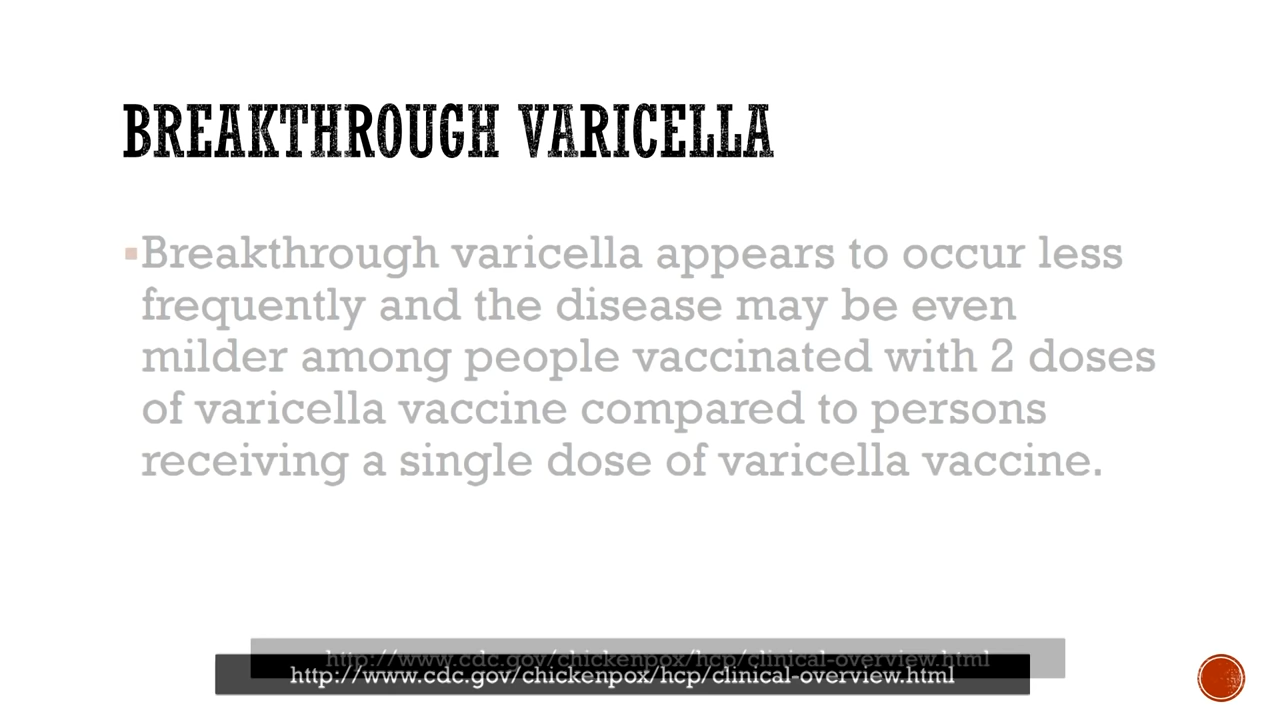 BREAKTHROUGH VARICELLA
▪Breakthrough varicella appears to occur less
frequently and the disease may be even
milder among people vaccinated with 2 doses
of varicella vaccine compared to persons
receiving a single dose of varicella vaccine.
http://www.cdc.gov/chickenpox/hcp/clinical-overview.html
http://www.cdc.gov/chickenpox/hcp/clinical-overview.html